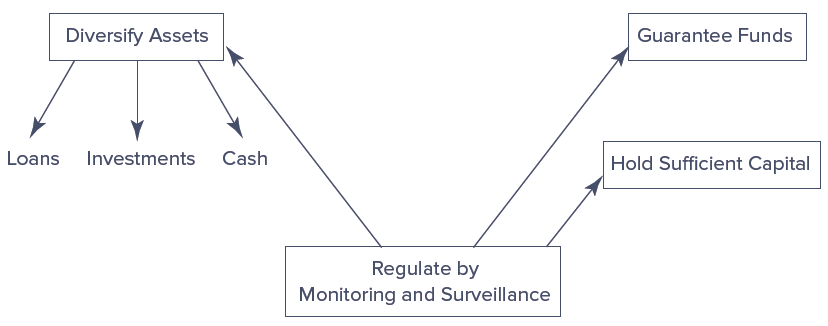 Diversify Assets
Guarantee Funds
Loans
Investments
Cash
Hold Sufficient Capital
Regulate by
Monitoring and Surveillance